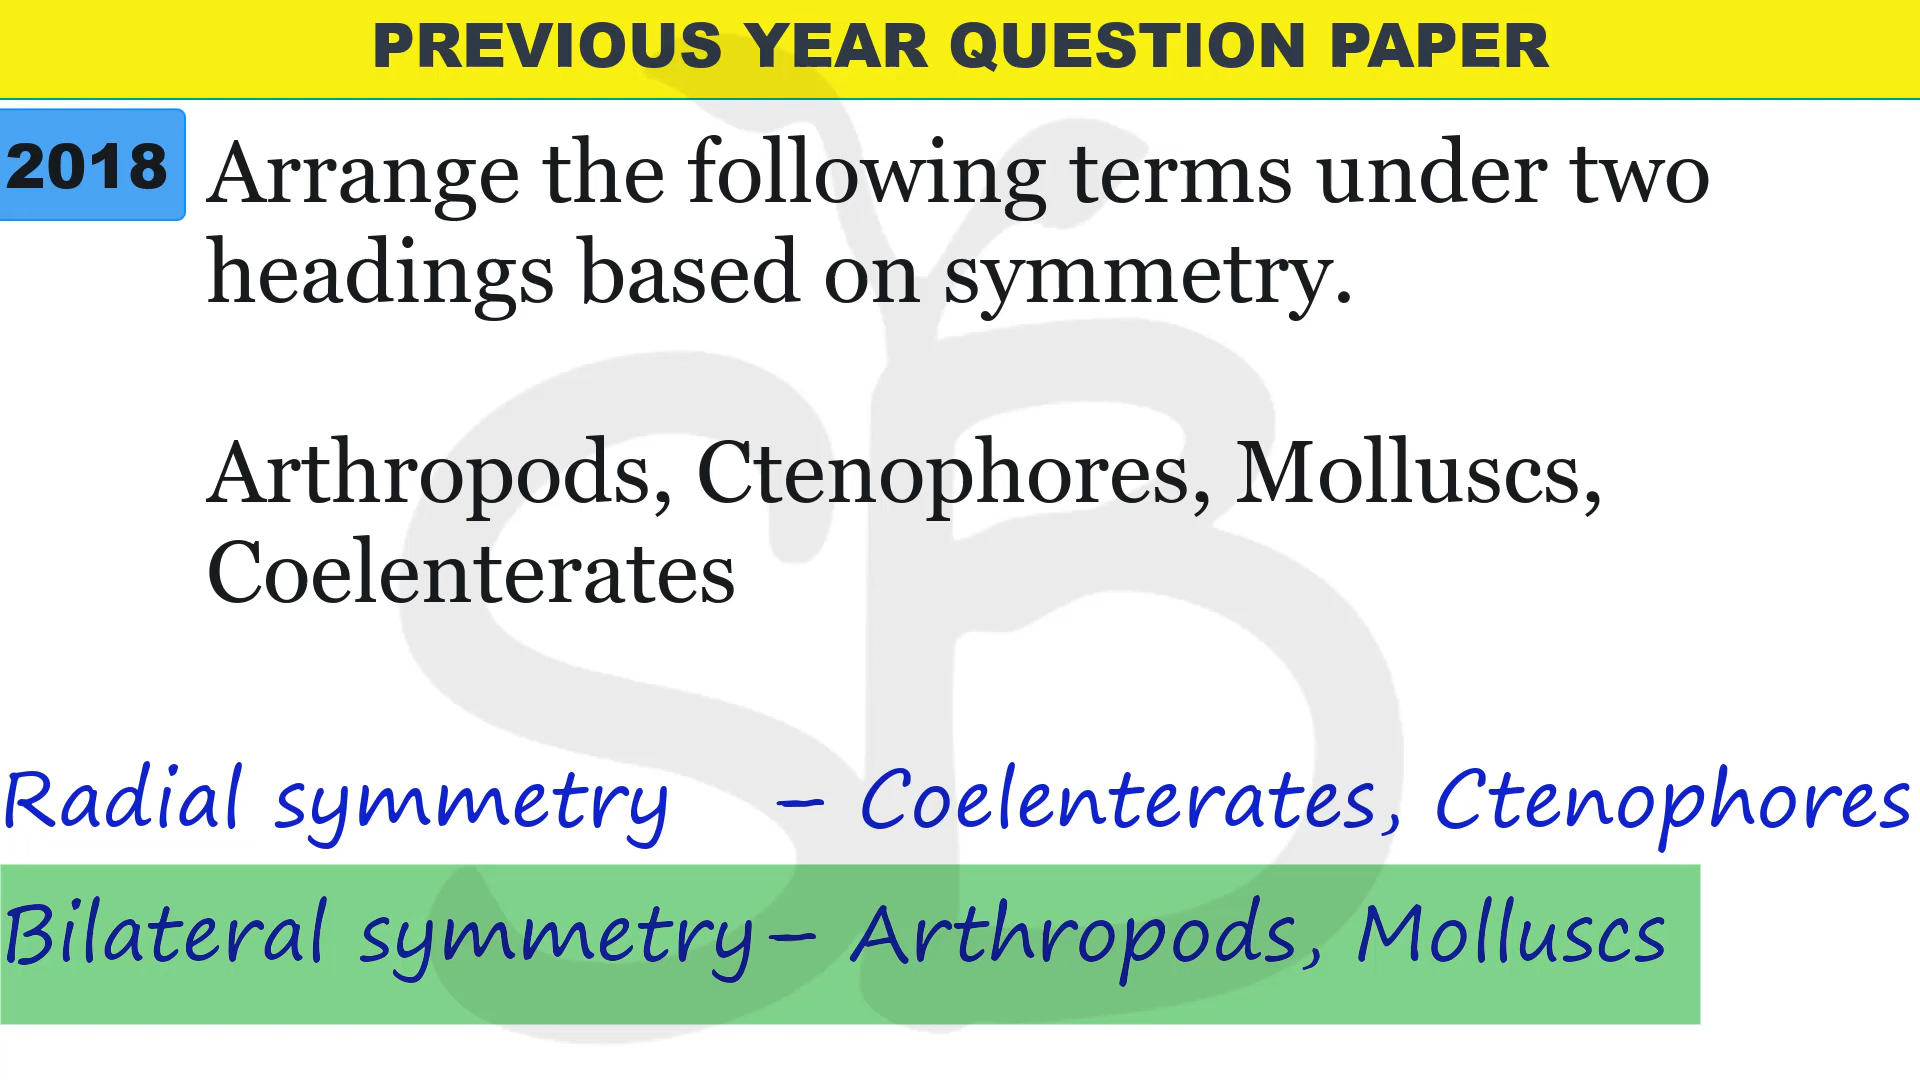 PREVIOUS YEAR QUESTION PAPER
2018
Arrange the following terms under two
headings based on symmetry.
Arthropods, Ctenophores, Molluscs,
Coelenterates
Radial symmetry – Coelenterates, Ctenophores
Bilateral symmetry – Arthropods, Molluscs
SB